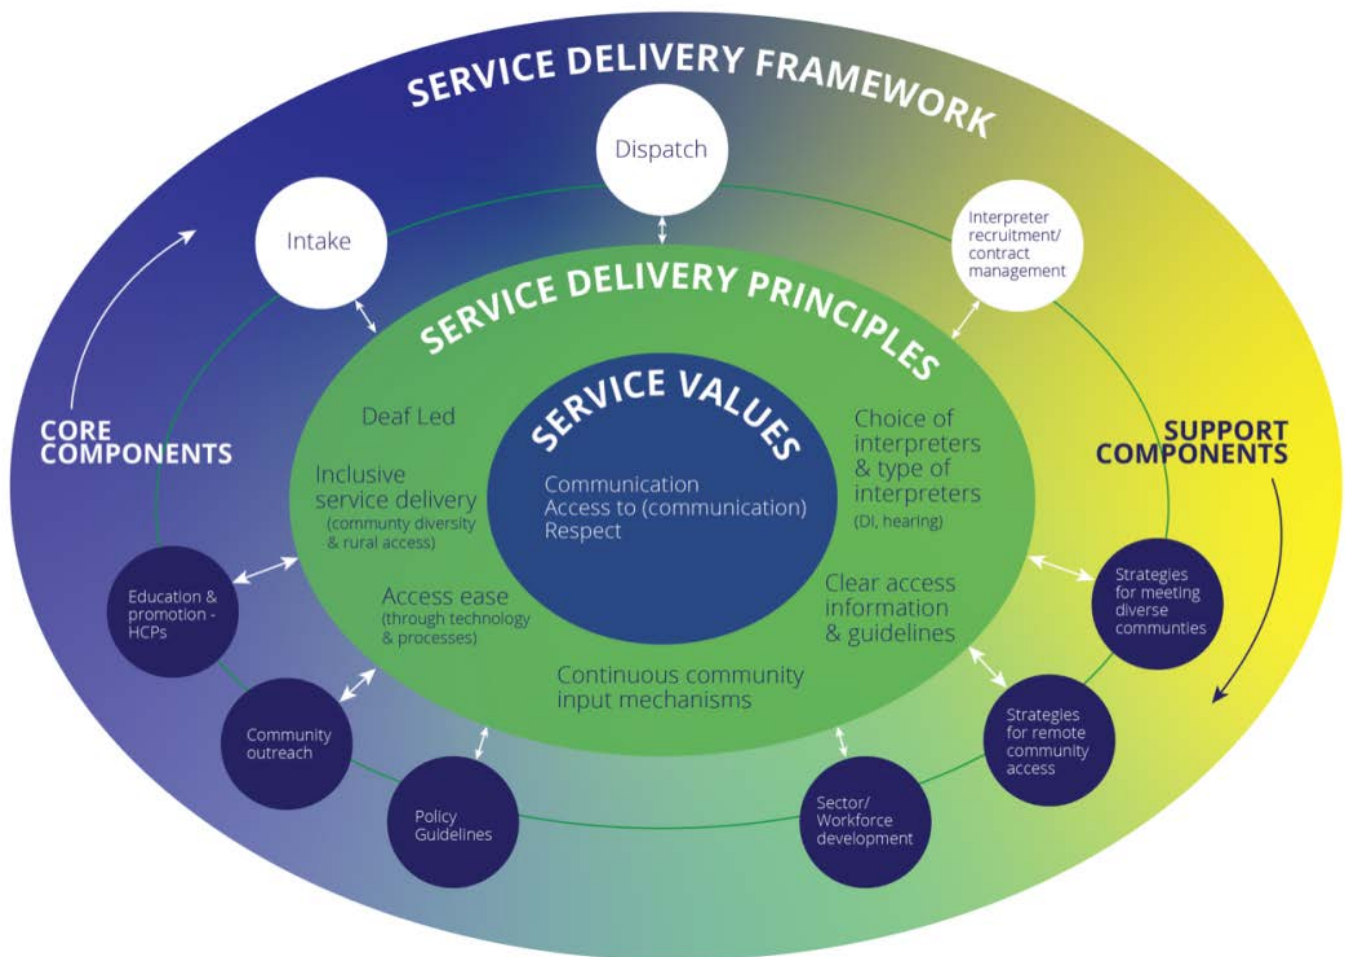 SERVICE DELIVERY FRAMEWORK
Dispatch
Intake
Interpreter
recruitment/
contract
management
SERVICE DELIVERY PRINCIPLES
SERVICE VALUES
Communication
Access to (communication)
Respect
CORE
COMPONENTS
SUPPORT
COMPONENTS
Deaf Led
Inclusive
service delivery
(community diversity
& rural access)
Access ease
(through technology
& processes)
Continuous community
input mechanisms
Choice of
interpreters
& type of
interpreters
(DI, hearing)
Clear access
information
& guidelines
Education &
promotion -
HCPs
Community
outreach
Policy
Guidelines
Sector/
Workforce
development
Strategies
for remote
community
access
Strategies
for meeting
diverse
communties